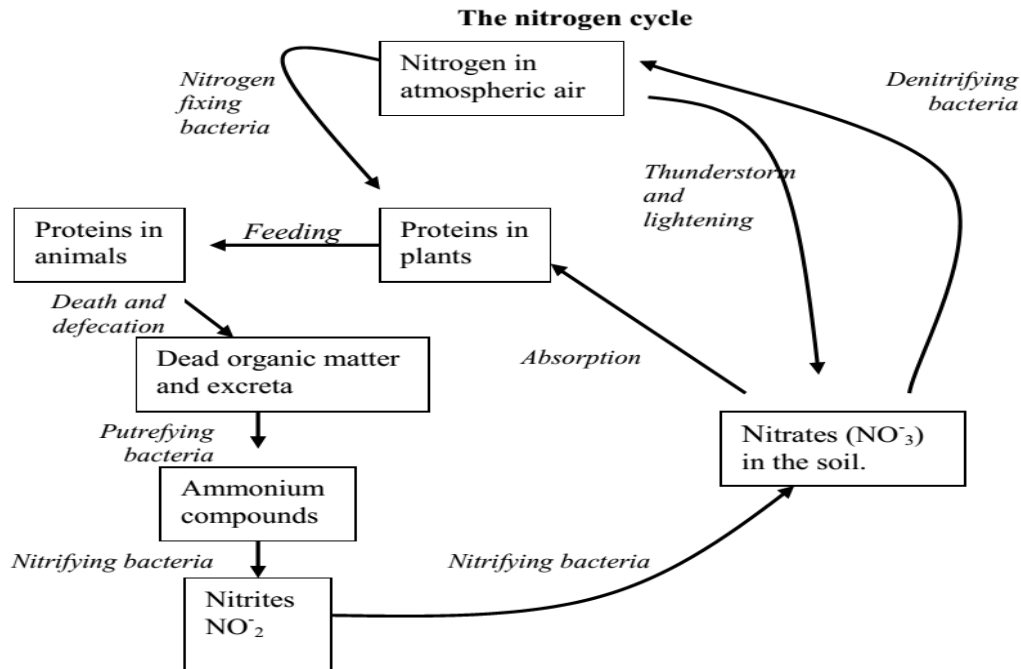 The nitrogen cycle
Nitrogen in
atmospheric air
Nitrogen
fixing
bacteria
Denitrifying
bacteria
Thunderstorm
and
lightening
Proteins in
animals
Feeding
Proteins in
plants
Death and
defecation
Dead organic matter
and excreta
Absorption
Putrefying
bacteria
Nitrates (NO⁻₃)
in the soil.
Ammonium
compounds
Nitrifying bacteria
Nitrifying bacteria
Nitrites
NO⁻₂